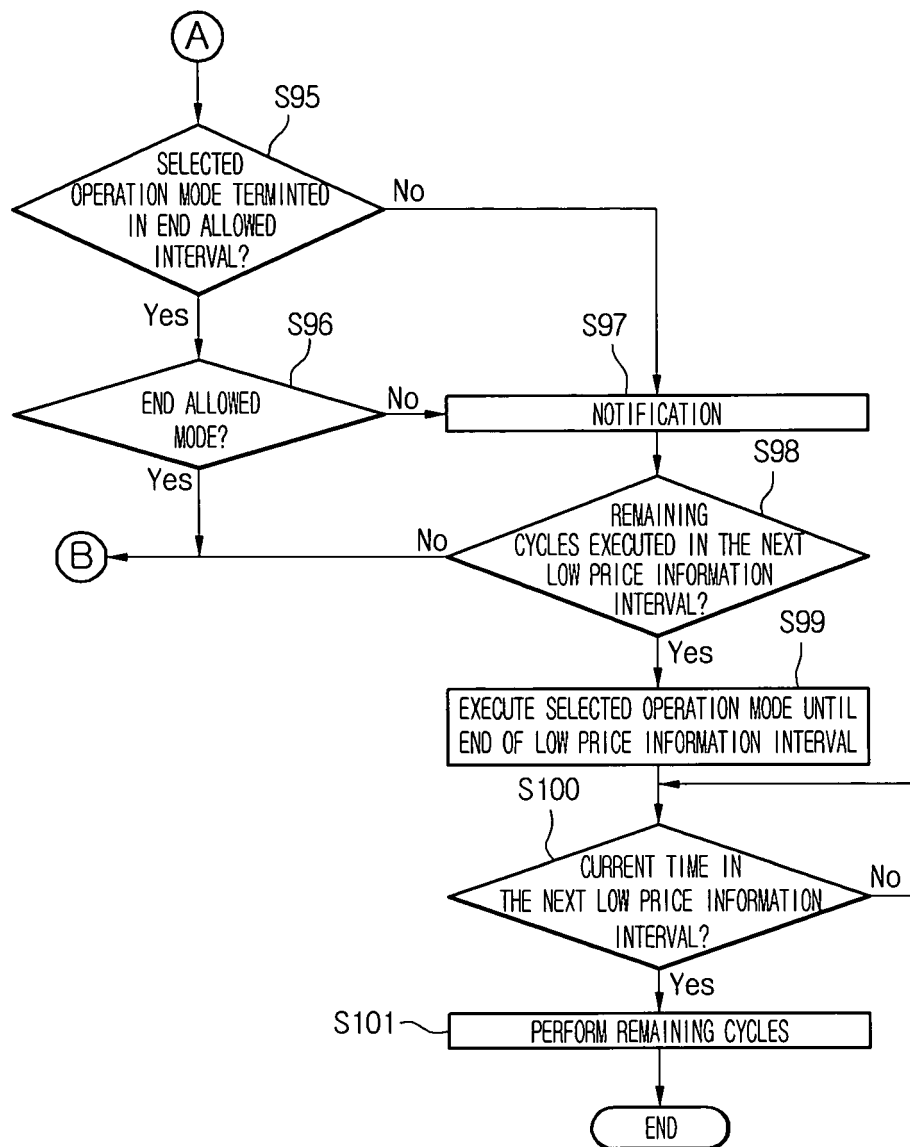 A
S95
SELECTED
OPERATION MODE TERMINTED
IN END ALLOWED
INTERVAL?
No
Yes
S96
END ALLOWED
MODE?
No
Yes
S97
NOTIFICATION
S98
REMAINING
CYCLES EXECUTED IN THE NEXT
LOW PRICE INFORMATION
INTERVAL?
No
B
Yes
S99
EXECUTE SELECTED OPERATION MODE UNTIL
END OF LOW PRICE INFORMATION INTERVAL
S100
CURRENT TIME IN
THE NEXT LOW PRICE INFORMATION
INTERVAL?
No
Yes
S101
PERFORM REMAINING CYCLES
END